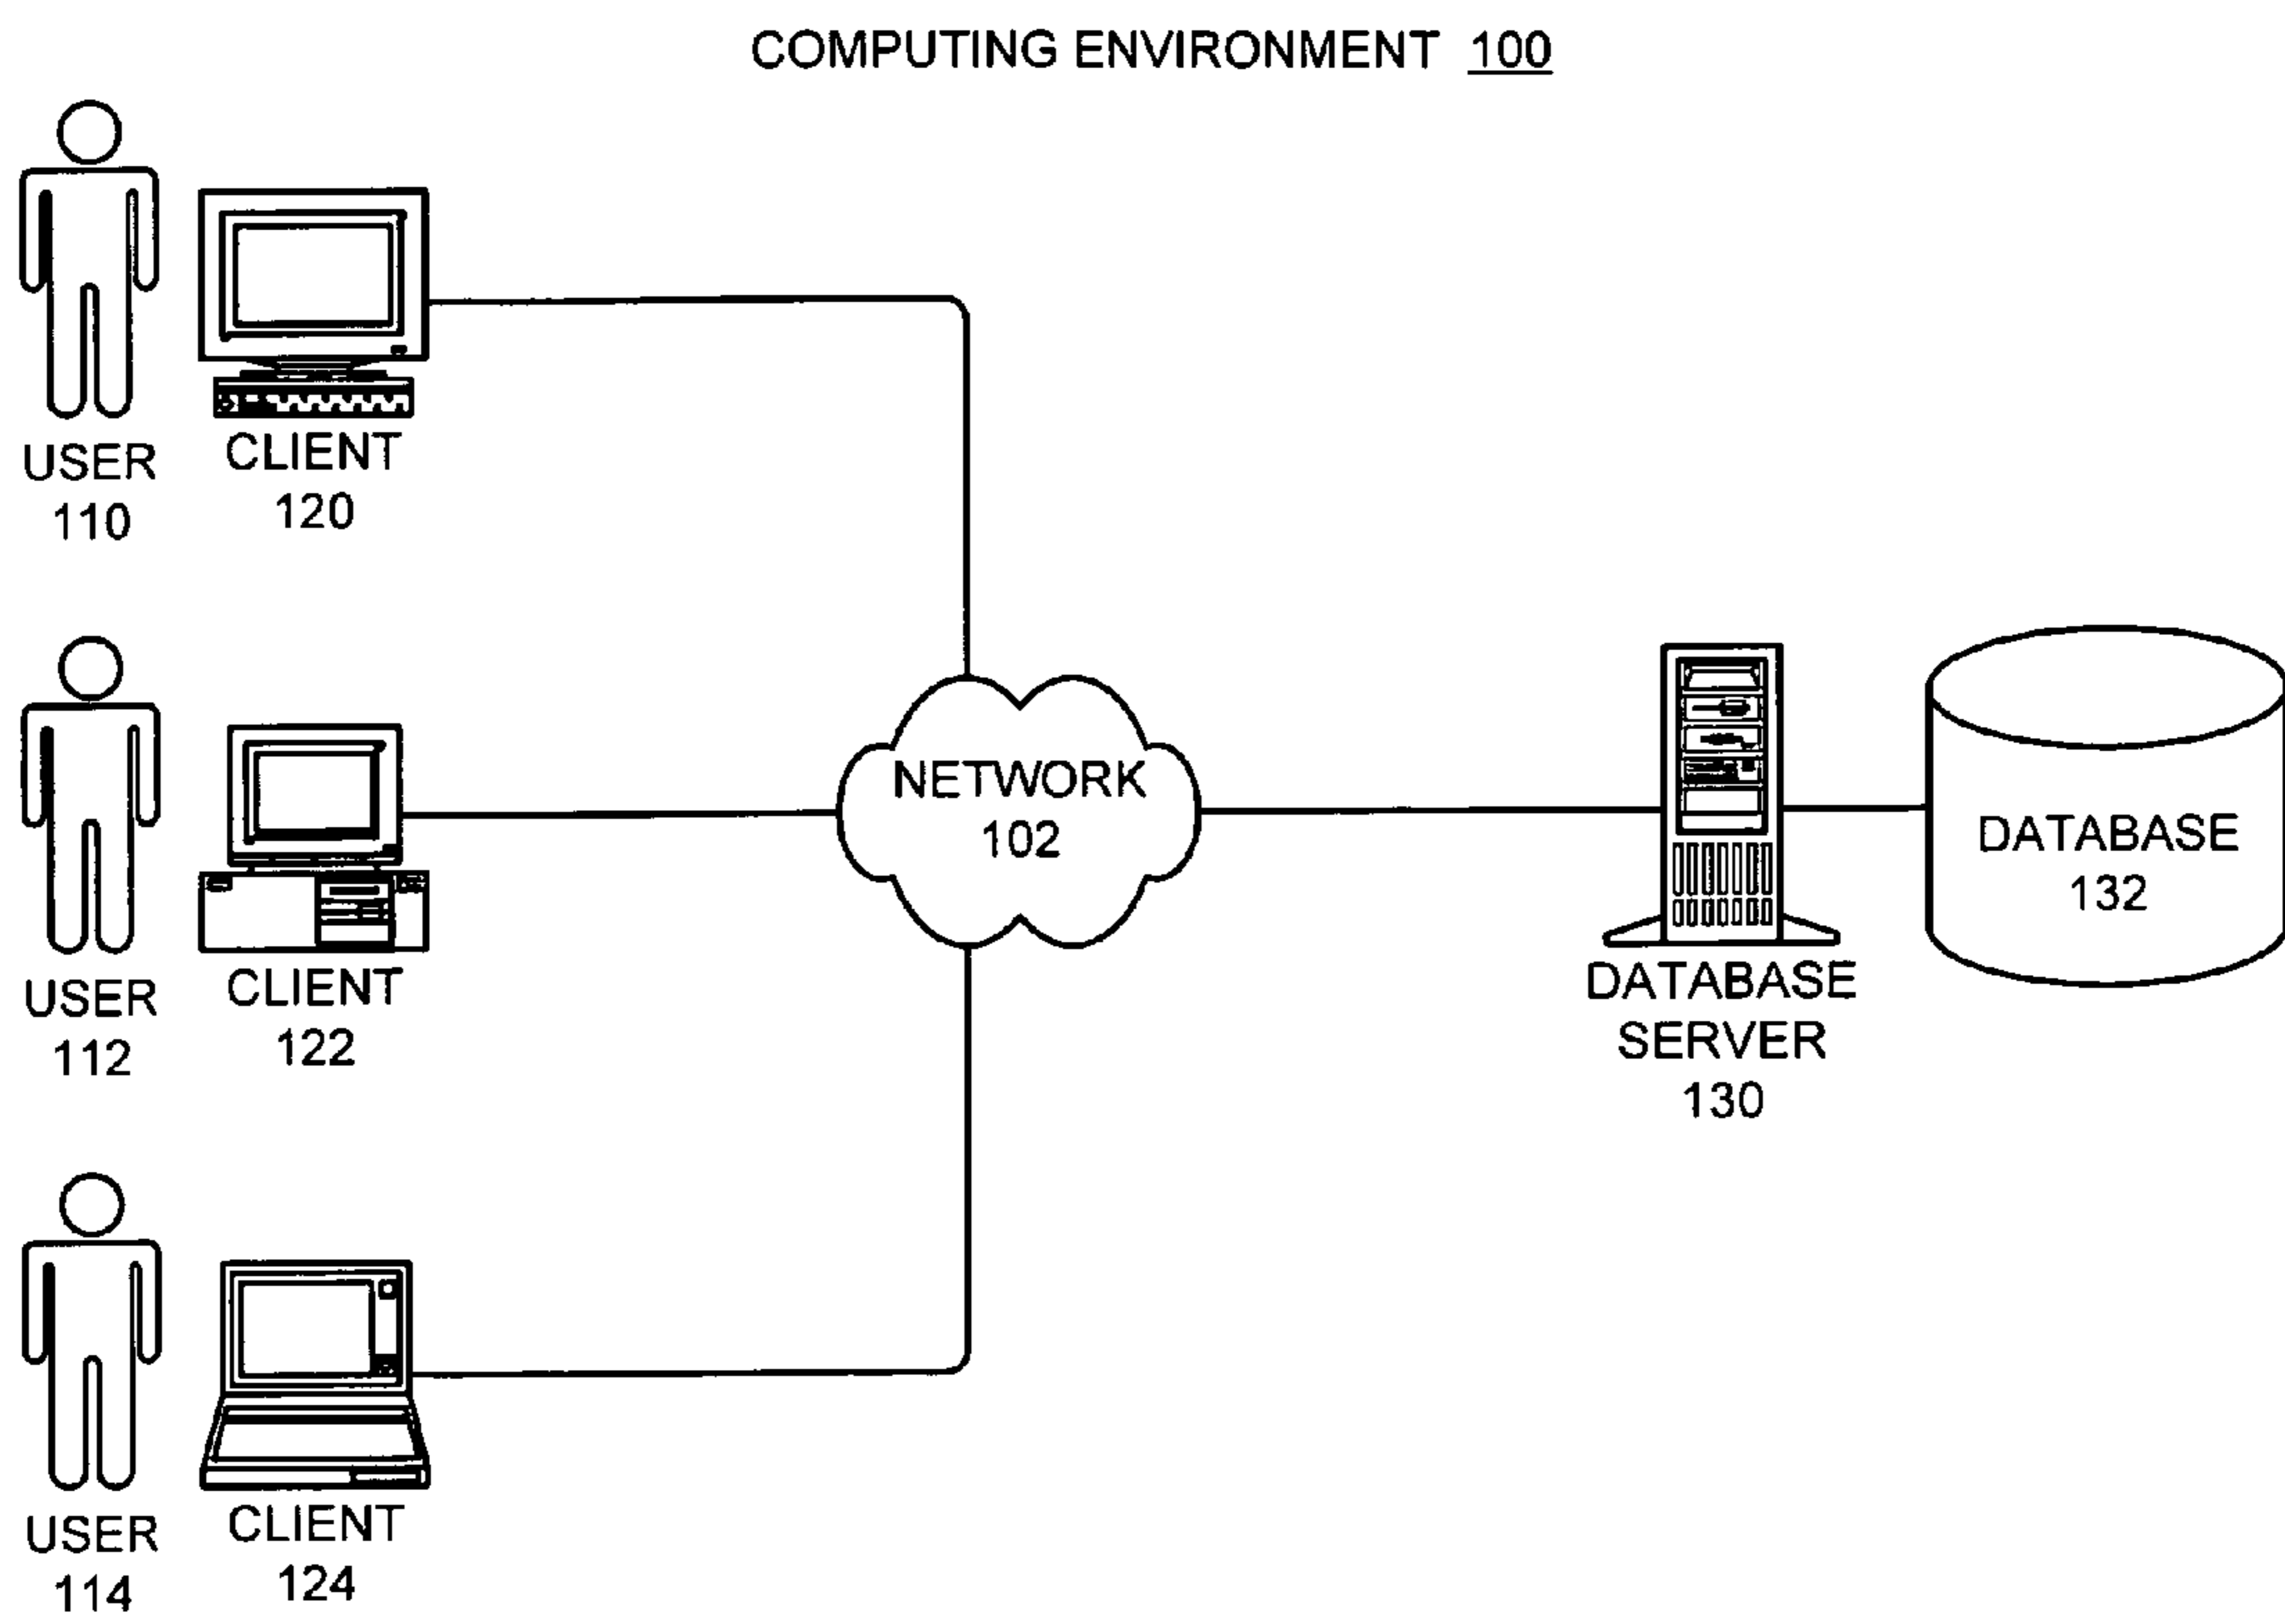 COMPUTING ENVIRONMENT 100
USER
110
CLIENT
120
USER
112
CLIENT
122
USER
114
CLIENT
124
NETWORK
102
DATABASE
SERVER
130
DATABASE
132